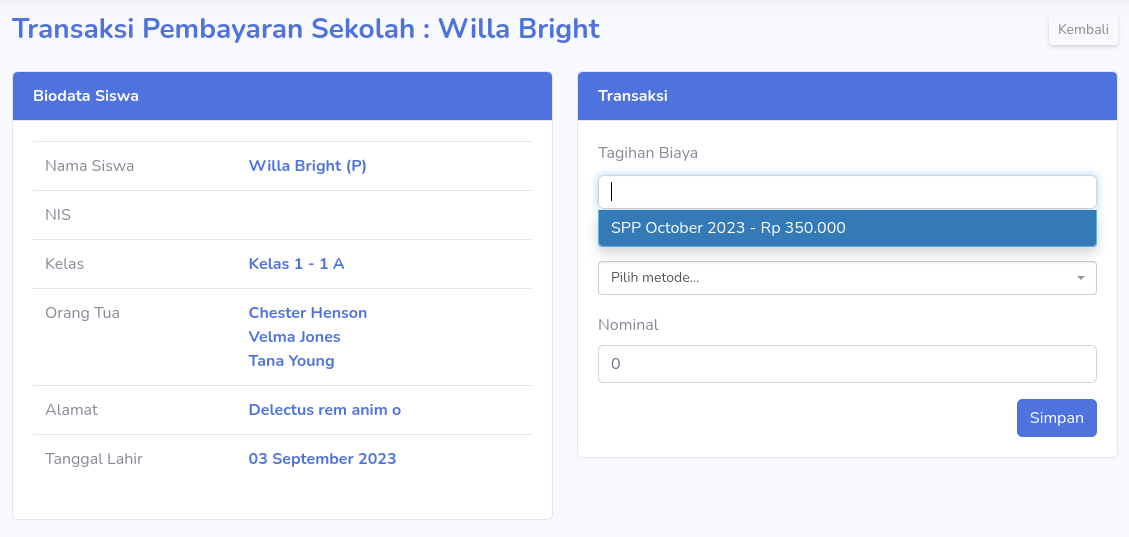 Transaksi Pembayaran Sekolah : Willa Bright
Kembali
Biodata Siswa
Nama Siswa Willa Bright (P)
NIS
Kelas Kelas 1 - 1 A
Orang Tua Chester Henson
Velma Jones
Tana Young
Alamat Delectus rem anim o
Tanggal Lahir 03 September 2023
Transaksi
Tagihan Biaya
SPP October 2023 - Rp 350.000
Pilih metode...
Nominal
0
Simpan